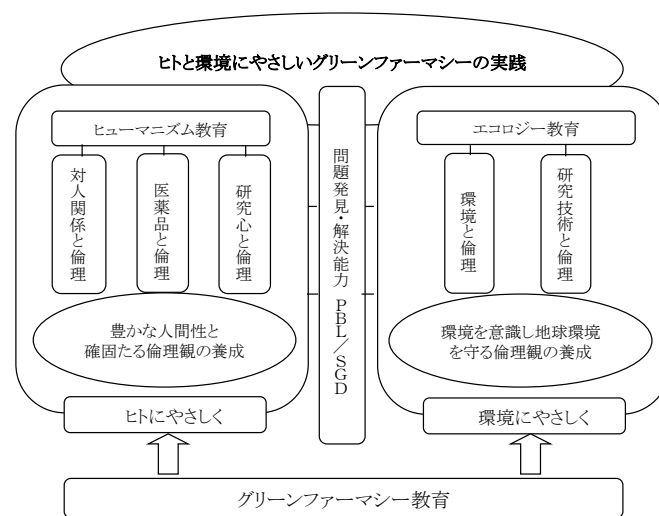 ヒトと環境にやさしいグリーンファーマシーの実践
ヒューマニズム教育
対人関係と倫理
医薬品と倫理
研究心と倫理
豊かな人間性と
確固たる倫理観の養成
ヒトにやさしく
問題発見・解決能力 PBL／SGD
エコロジー教育
環境と倫理
研究技術と倫理
環境を意識し地球環境
を守る倫理観の養成
環境にやさしく
グリーンファーマシー教育